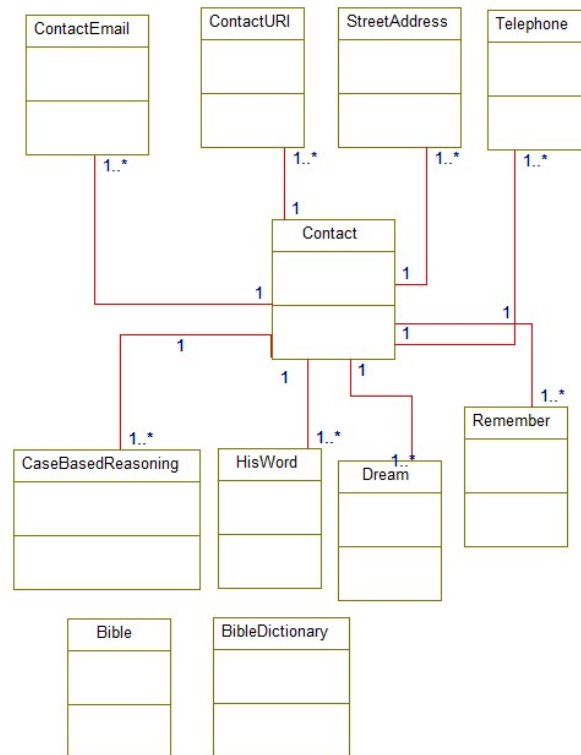 ContactEmail
ContactURI
StreetAddress
Telephone
1..*
1..*
1..*
1..*
1
Contact
1
1
1
1
1
1
1
1..*
1..*
1..*
1..*
CaseBasedReasoning
HisWord
Dream
Remember
Bible
BibleDictionary